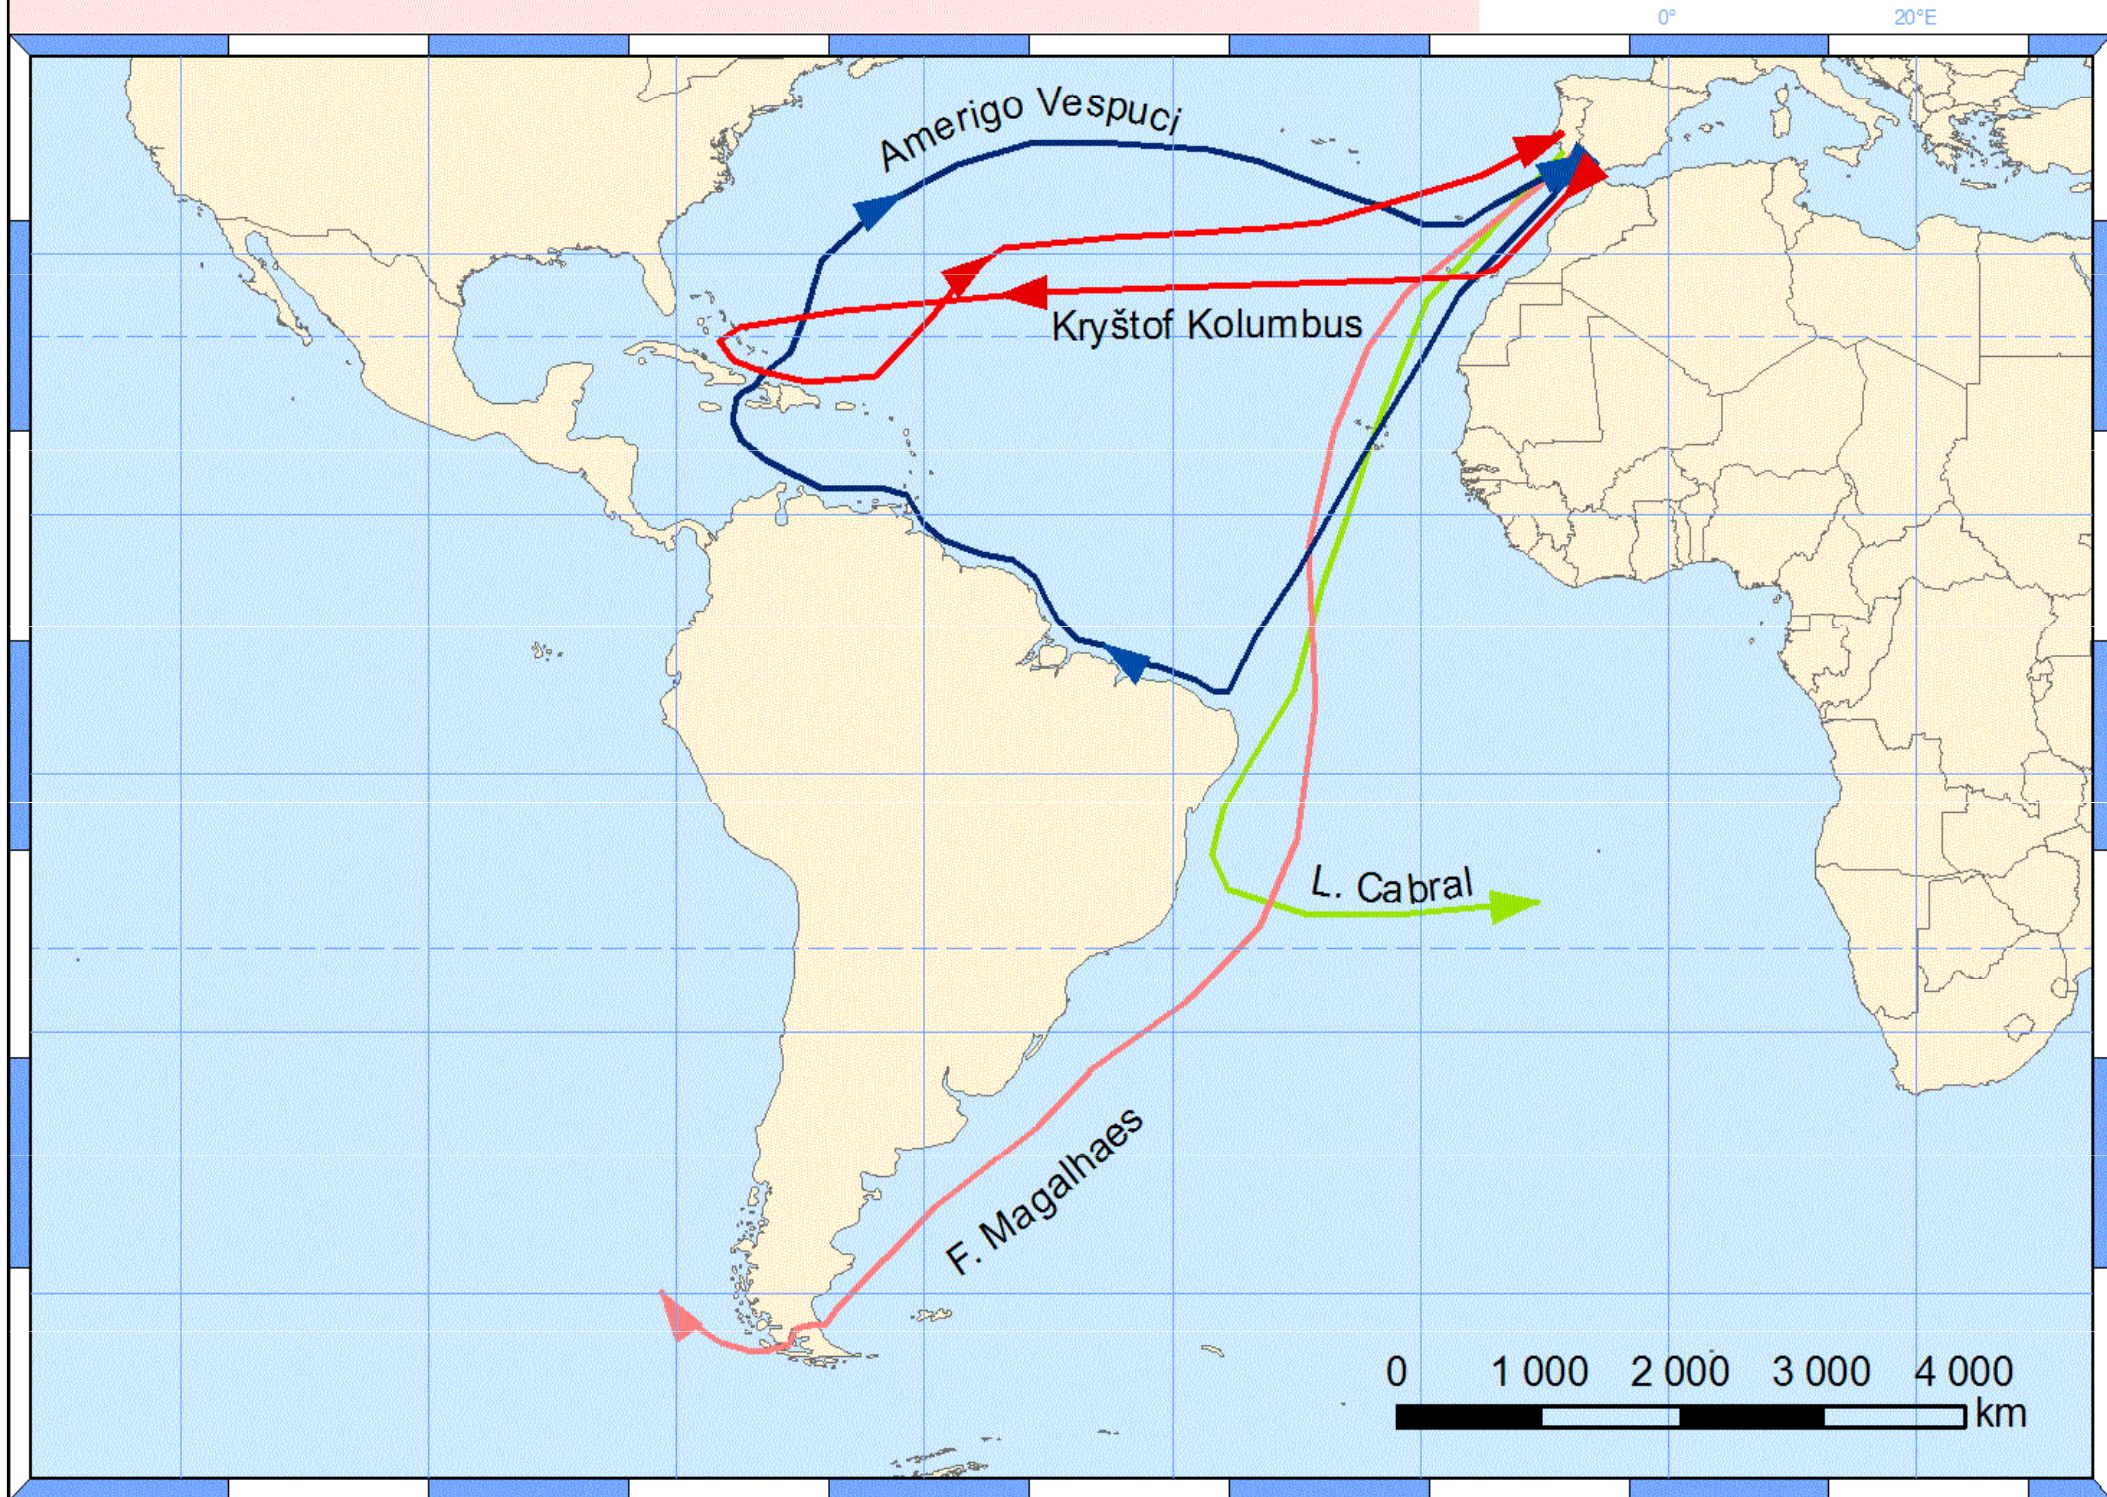 0° 20°E
Amerigo Vespuci
Kryštof Kolumbus
L. Cabral
F. Magalhaes
0 1 000 2 000 3 000 4 000
km